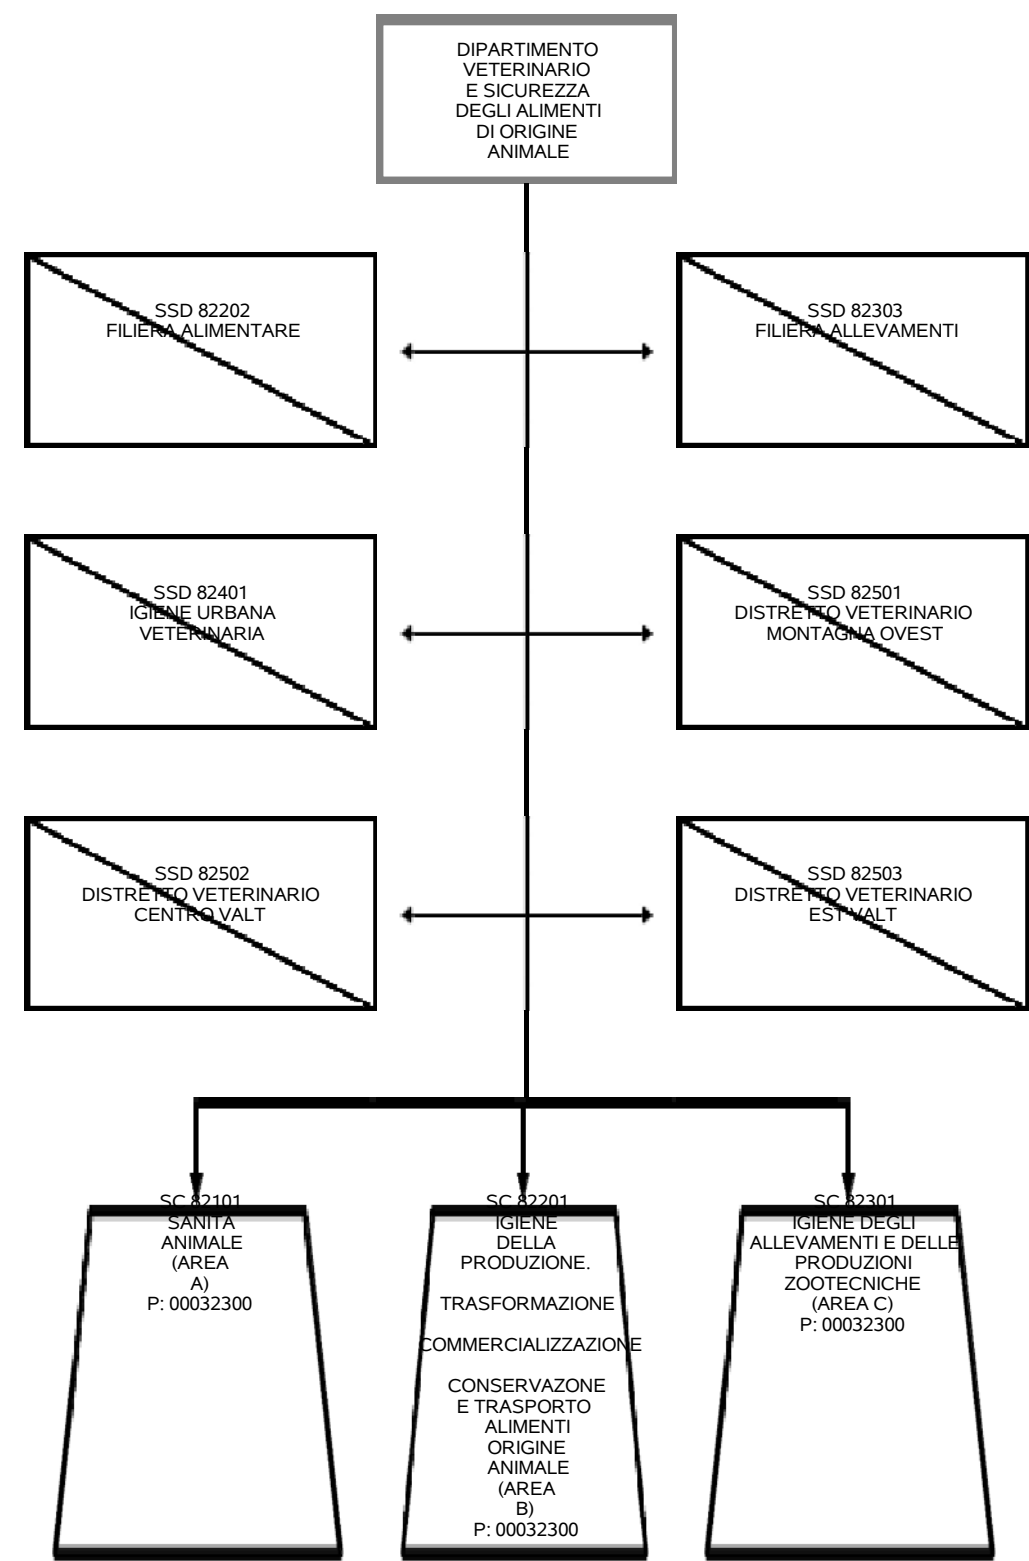 DIPARTIMENTO
VETERINARIO
E SICUREZZA
DEGLI ALIMENTI
DI ORIGINE
ANIMALE
SSD 82202
FILIERA ALIMENTARE
SSD 82303
FILIERA ALLEVAMENTI
SSD 82401
IGIENE URBANA
VETERINARIA
SSD 82501
DISTRETTO VETERINARIO
MONTAGNA OVEST
SSD 82502
DISTRETTO VETERINARIO
CENTRO VALT
SSD 82503
DISTRETTO VETERINARIO
EST VALT
SC 82101
SANITA
ANIMALE
(AREA
A)
P: 00032300
SC 82201
IGIENE
DELLA
PRODUZIONE.
TRASFORMAZIONE
COMMERCIALIZZAZIONE
CONSERVAZONE
E TRASPORTO
ALIMENTI
ORIGINE
ANIMALE
(AREA
B)
P: 00032300
SC 82301
IGIENE DEGLI
ALLEVAMENTI E DELLE
PRODUZIONI
ZOOTECNICHE
(AREA C)
P: 00032300